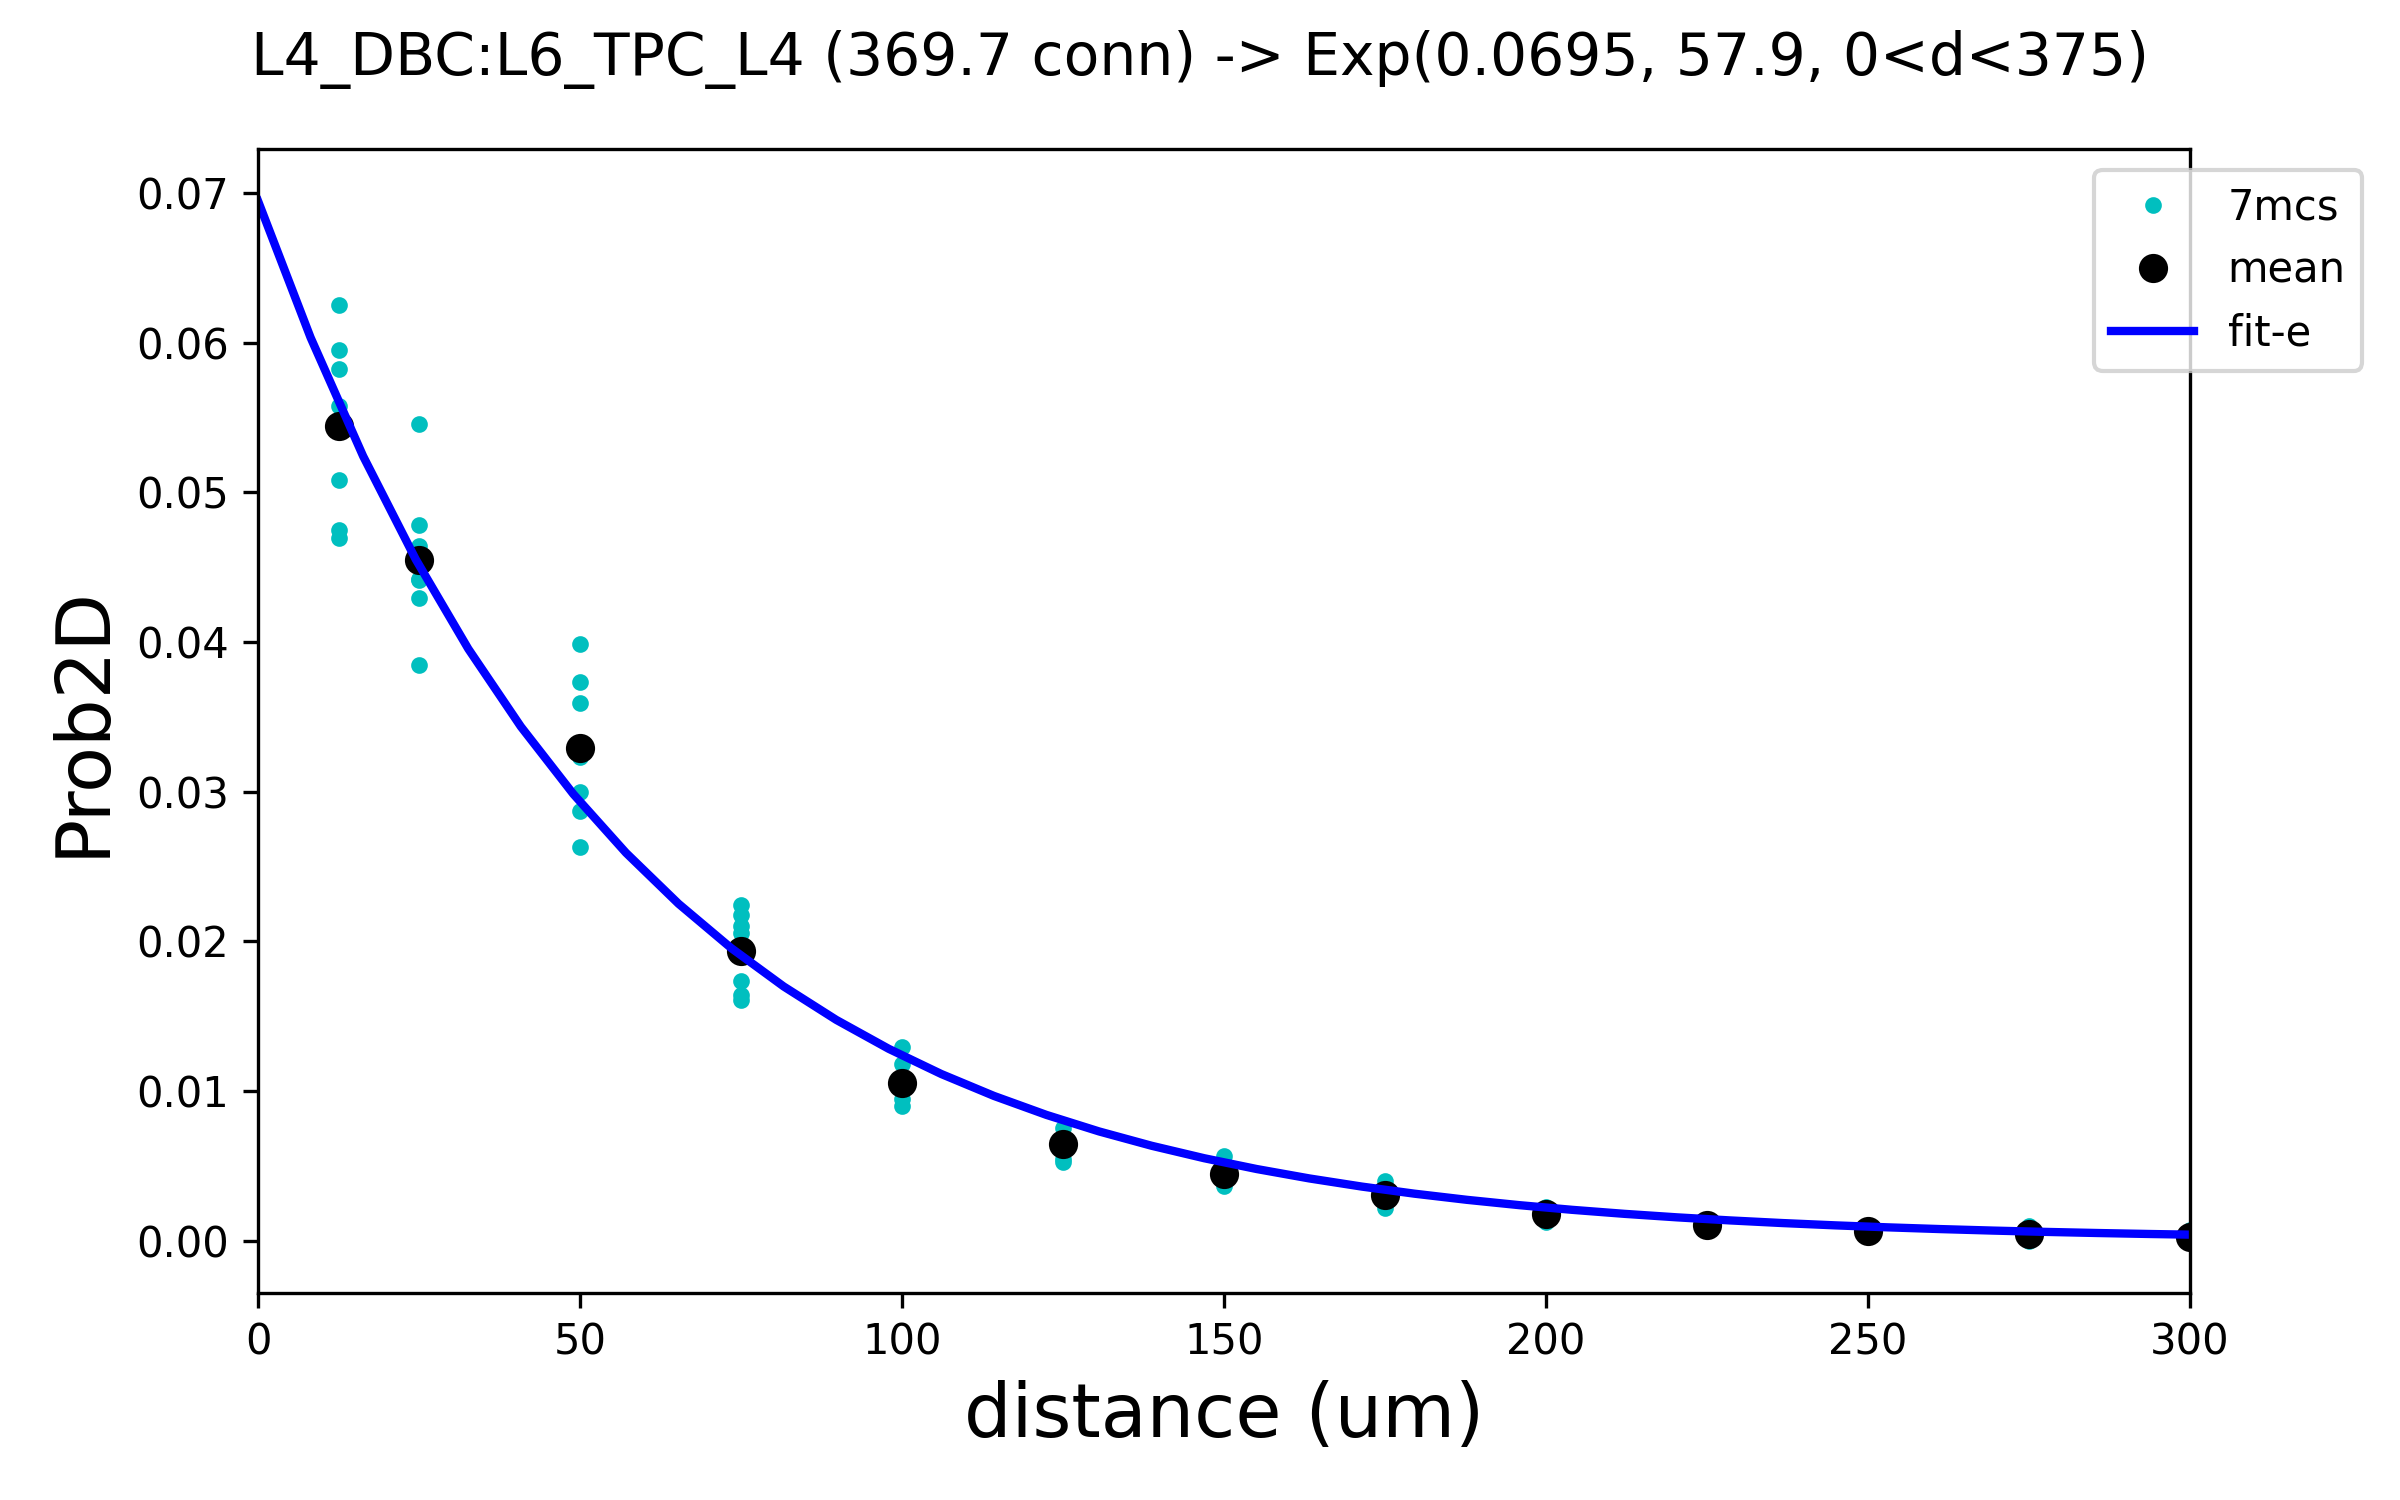 L4_DBC:L6_TPC_L4 (369.7 conn) -> Exp(0.0695, 57.9, 0<d<375)
7mcs
mean
fit-e
0.07
0.06
0.05
0.04
0.03
0.02
0.01
0.00
Prob2D
0 50 100 150 200 250 300
distance (um)